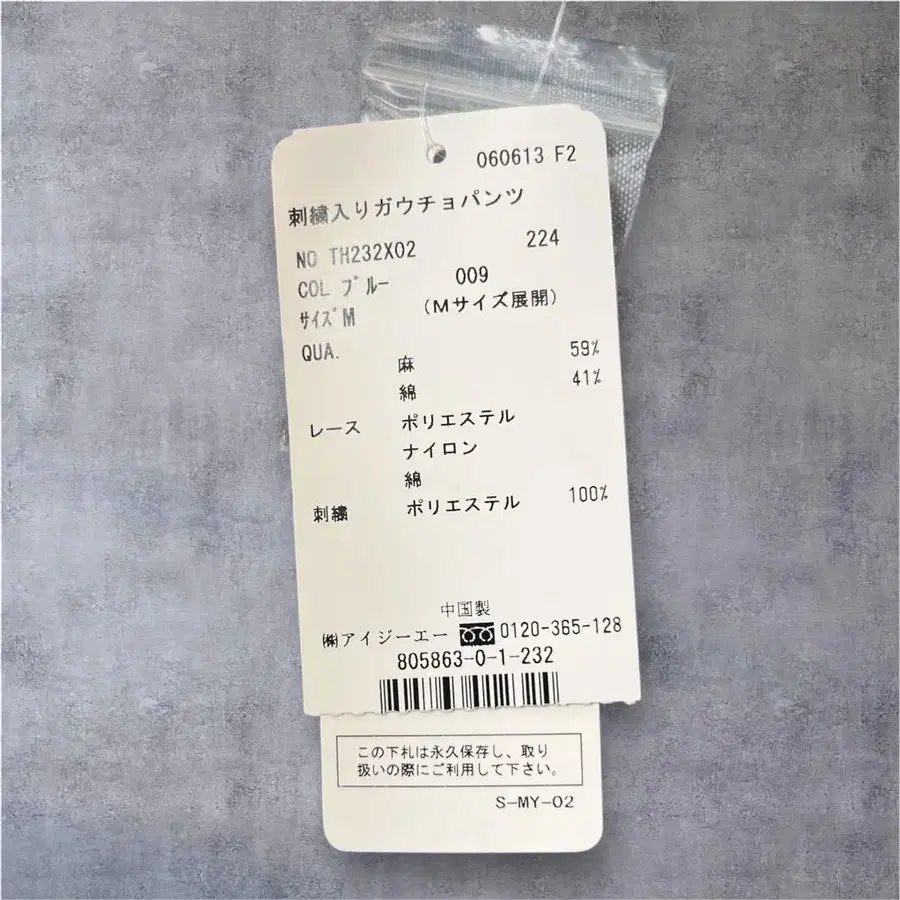 060613 F2
刺繍入りガウチョパンツ
NO TH232X02 224
COL ブルー 009
サイズ M (Mサイズ展開)
QUA.
麻 59%
綿 41%
レース ポリエステル
ナイロン
綿
刺繍 ポリエステル 100%
中国製
㈱アイジーエー 0120-365-128
805863-0-1-232
この下札は永久保存し、取り
扱いの際にご利用して下さい。
S-MY-02